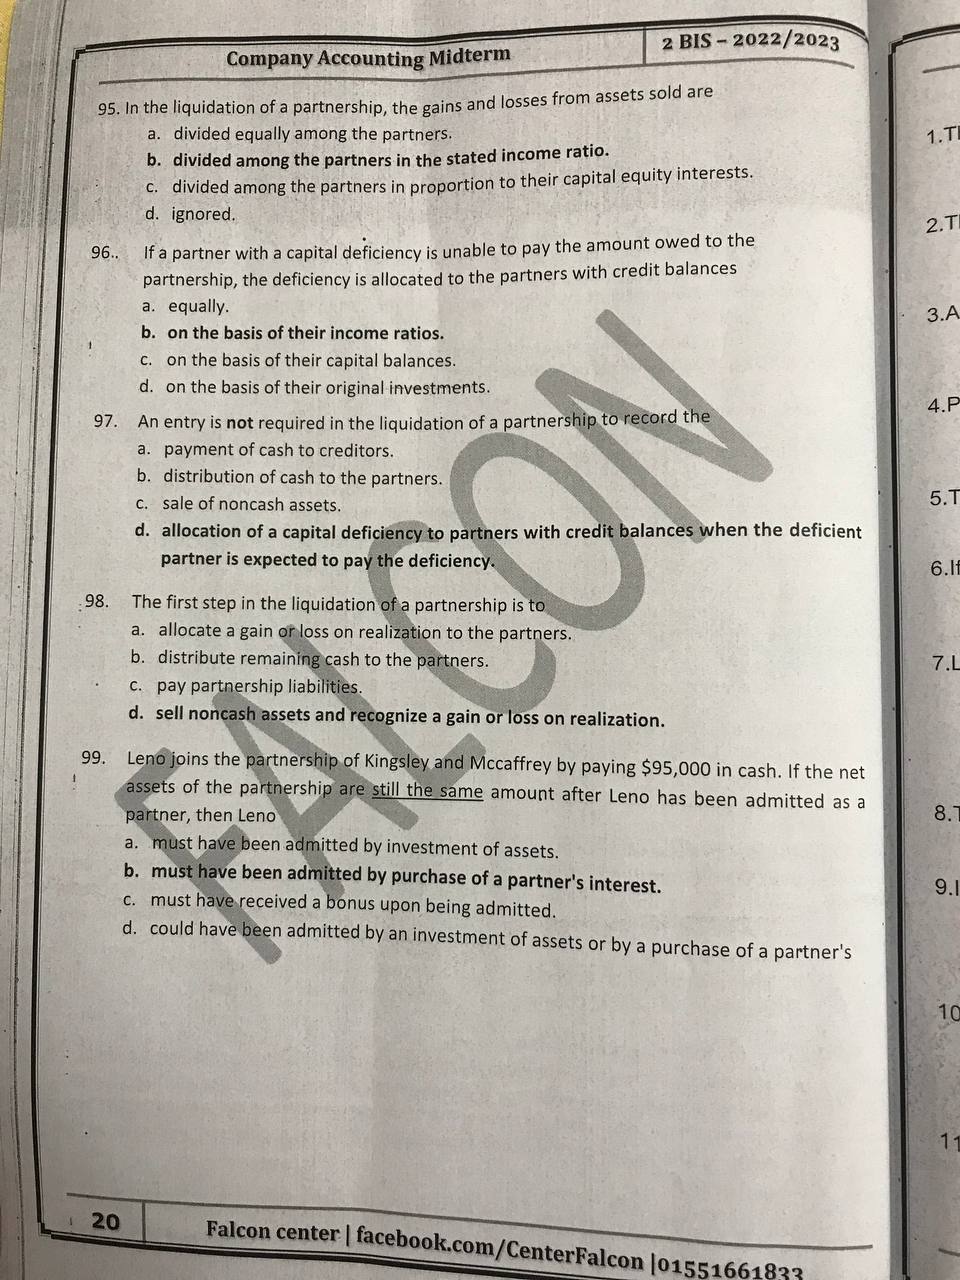 Company Accounting Midterm
2 BIS – 2022/2023
95. In the liquidation of a partnership, the gains and losses from assets sold are
a. divided equally among the partners.
b. divided among the partners in the stated income ratio.
c. divided among the partners in proportion to their capital equity interests.
d. ignored.
96.. If a partner with a capital deficiency is unable to pay the amount owed to the
partnership, the deficiency is allocated to the partners with credit balances
a. equally.
b. on the basis of their income ratios.
c. on the basis of their capital balances.
d. on the basis of their original investments.
97. An entry is not required in the liquidation of a partnership to record the
a. payment of cash to creditors.
b. distribution of cash to the partners.
c. sale of noncash assets.
d. allocation of a capital deficiency to partners with credit balances when the deficient
partner is expected to pay the deficiency.
98. The first step in the liquidation of a partnership is to
a. allocate a gain or loss on realization to the partners.
b. distribute remaining cash to the partners.
c. pay partnership liabilities.
d. sell noncash assets and recognize a gain or loss on realization.
99. Leno joins the partnership of Kingsley and Mccaffrey by paying $95,000 in cash. If the net
assets of the partnership are still the same amount after Leno has been admitted as a
partner, then Leno
a. must have been admitted by investment of assets.
b. must have been admitted by purchase of a partner's interest.
c. must have received a bonus upon being admitted.
d. could have been admitted by an investment of assets or by a purchase of a partner's
FALCON
20
Falcon center | facebook.com/CenterFalcon |01551661833
1.
2.
3.
4.
5.
6.
7.
8.
9.
10
11